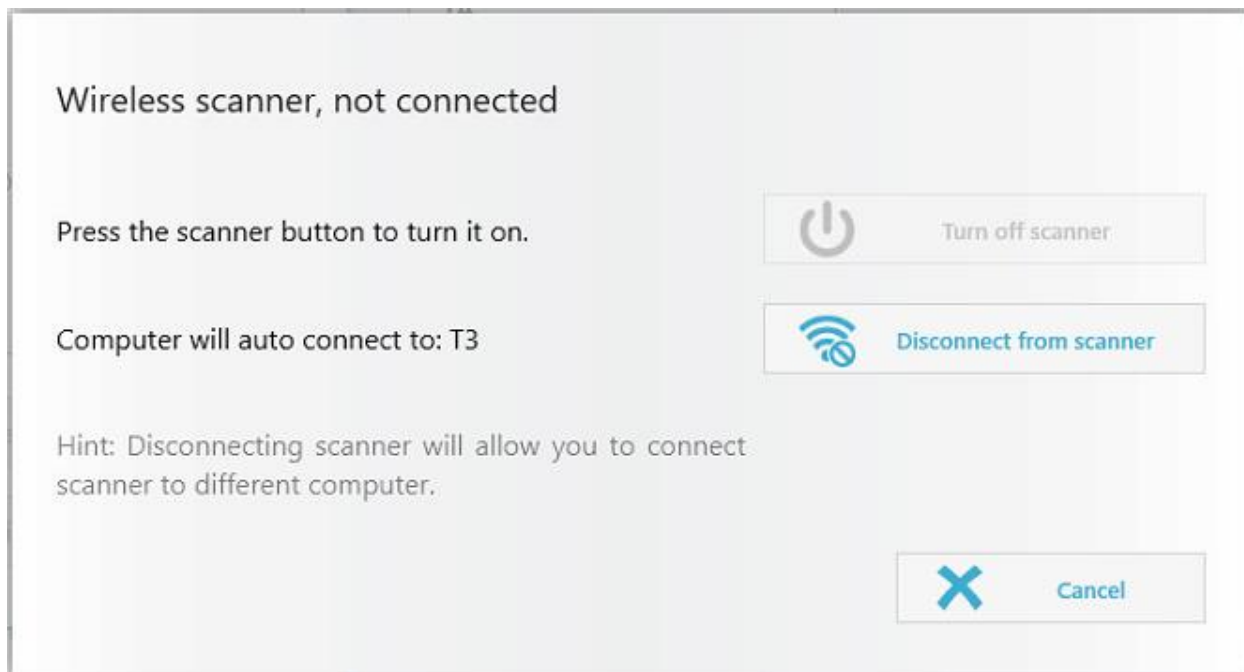 Wireless scanner, not connected
Press the scanner button to turn it on.
Turn off scanner
Computer will auto connect to: T3
Disconnect from scanner
Hint: Disconnecting scanner will allow you to connect
scanner to different computer.
Cancel